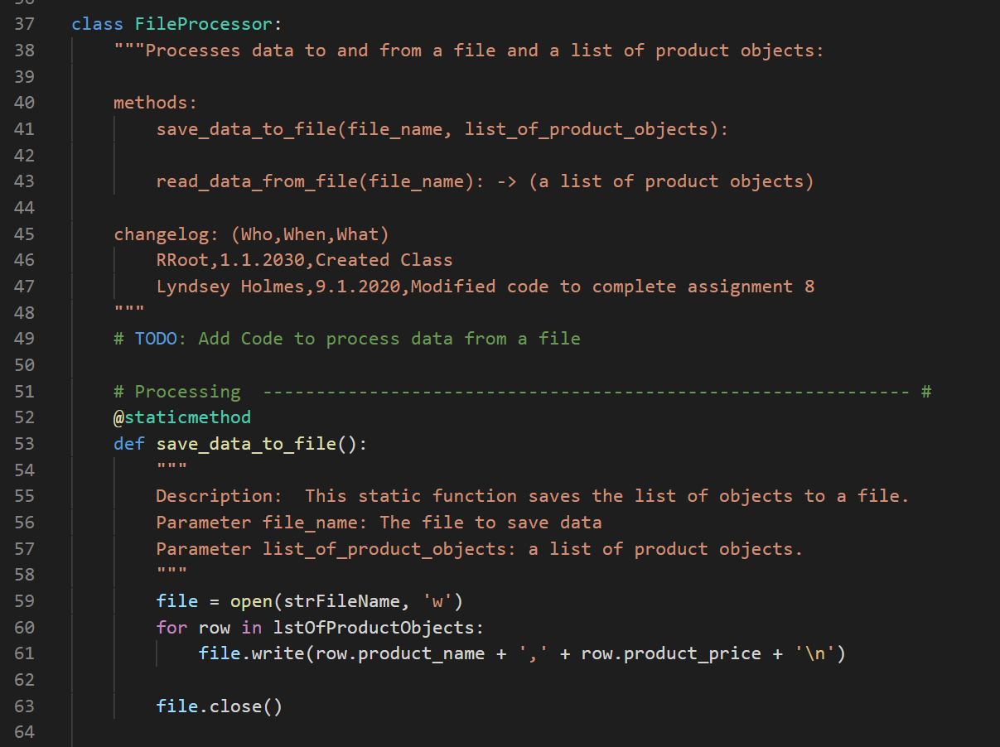 36
37 class FileProcessor:
38 """Processes data to and from a file and a list of product objects:
39
40 methods:
41 save_data_to_file(file_name, list_of_product_objects):
42
43 read_data_from_file(file_name): -> (a list of product objects)
44
45 changelog: (Who,When,What)
46 RRoot,1.1.2030,Created Class
47 Lyndsey Holmes,9.1.2020,Modified code to complete assignment 8
48 """
49 # TODO: Add Code to process data from a file
50
51 # Processing  ------------------------------------------------------------- #
52 @staticmethod
53 def save_data_to_file():
54 """
55 Description:  This static function saves the list of objects to a file.
56 Parameter file_name: The file to save data
57 Parameter list_of_product_objects: a list of product objects.
58 """
59 file = open(strFileName, 'w')
60 for row in lstOfProductObjects:
61 file.write(row.product_name + ',' + row.product_price + '\n')
62
63 file.close()
64